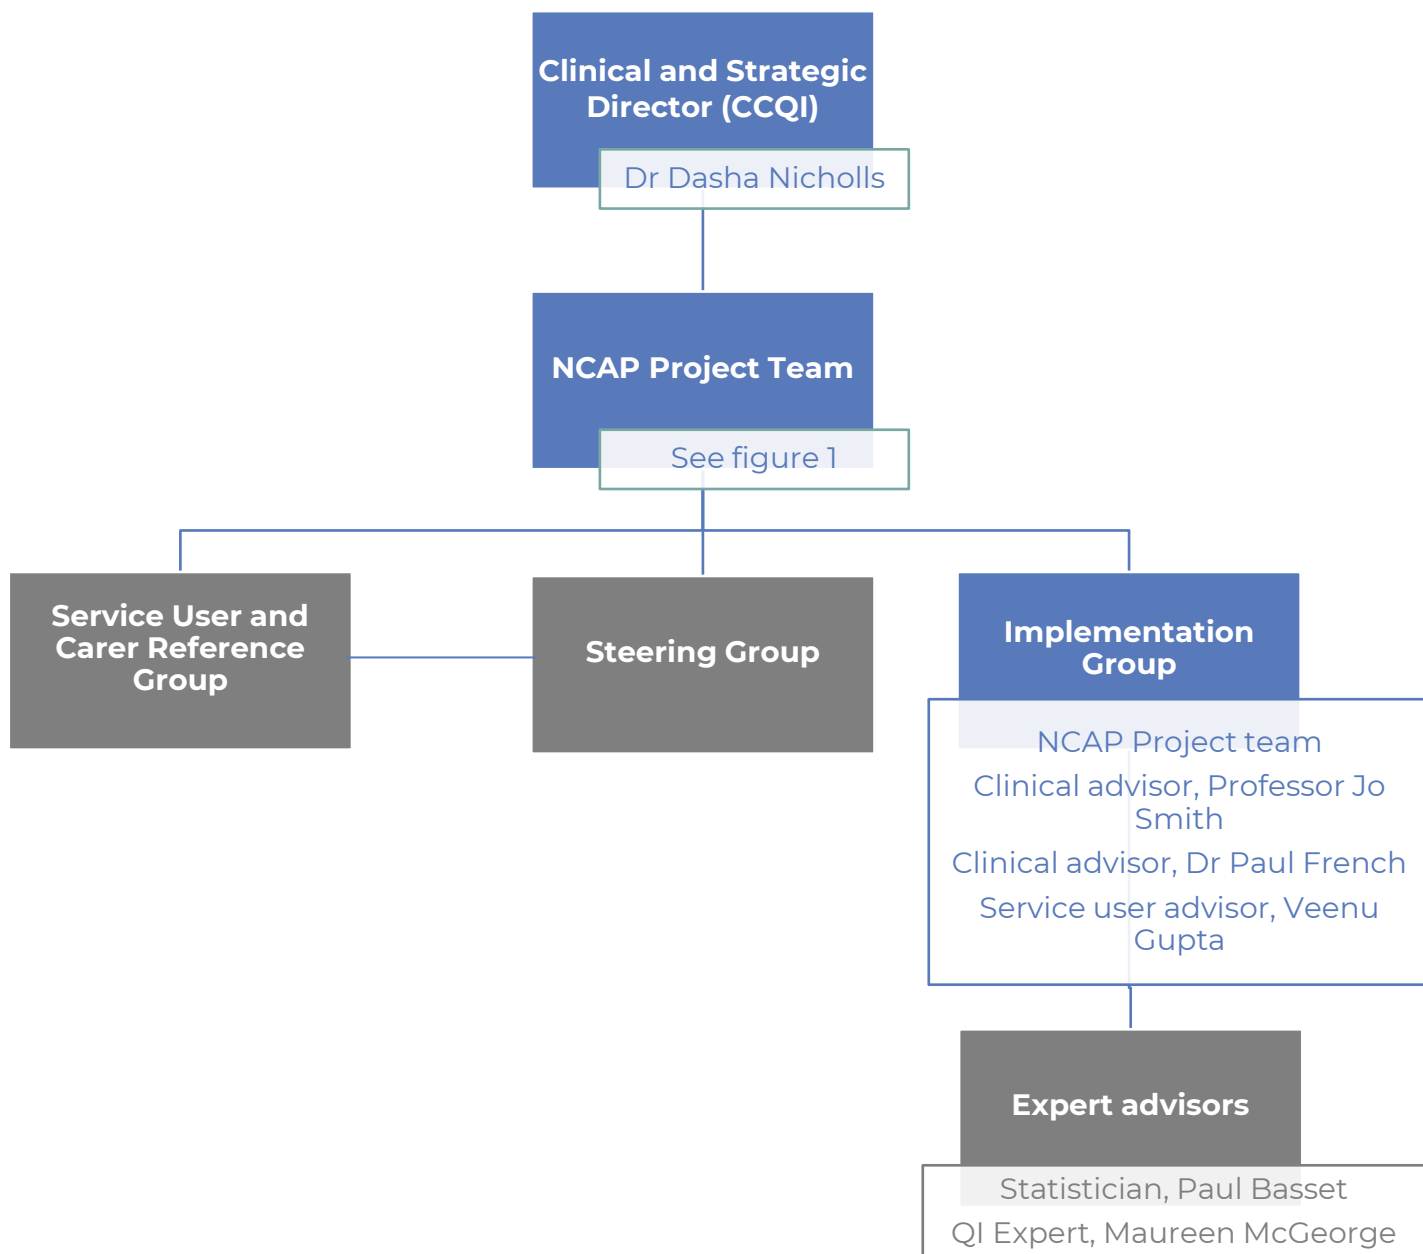 Clinical and Strategic
Director (CCQI)
Dr Dasha Nicholls
NCAP Project Team
See figure 1
Service User and
Carer Reference
Group
Steering Group
Implementation
Group
NCAP Project team
Clinical advisor, Professor Jo
Smith
Clinical advisor, Dr Paul French
Service user advisor, Veenu
Gupta
Expert advisors
Statistician, Paul Basset
QI Expert, Maureen McGeorge